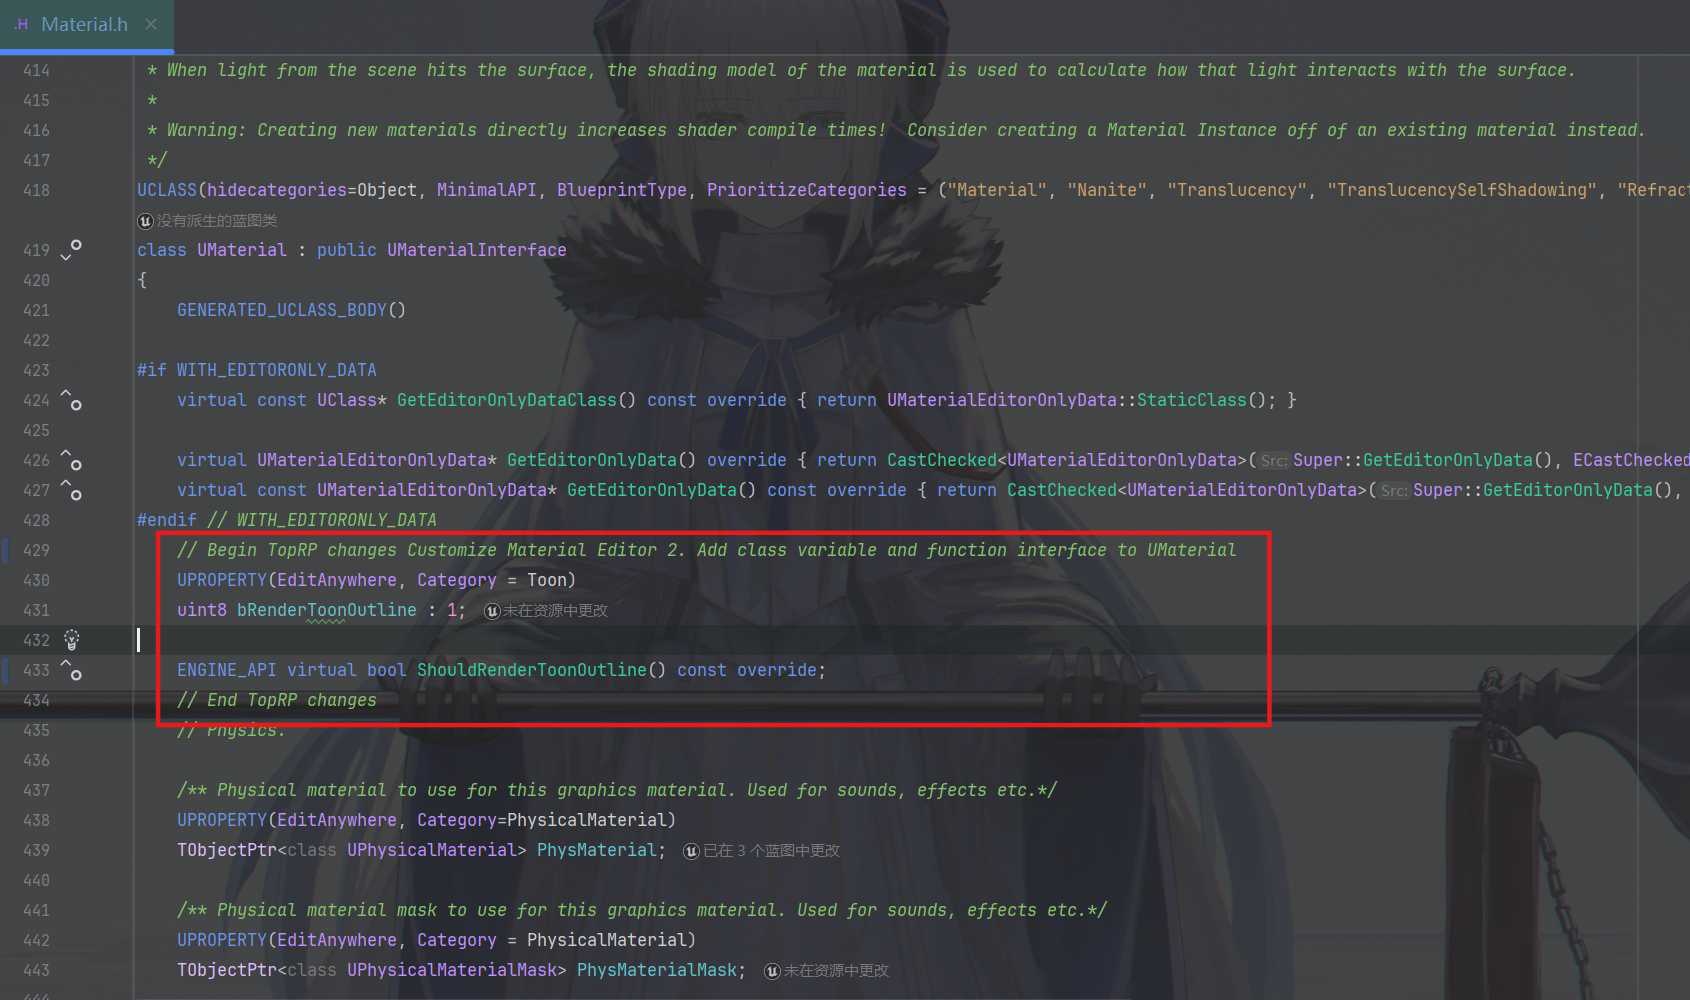 .H Material.h ×
414 * When light from the scene hits the surface, the shading model of the material is used to calculate how that light interacts with the surface.
415 *
416 * Warning: Creating new materials directly increases shader compile times!  Consider creating a Material Instance off of an existing material instead.
417 */
418 UCLASS(hidecategories=Object, MinimalAPI, BlueprintType, PrioritizeCategories = ("Material", "Nanite", "Translucency", "TranslucencySelfShadowing", "Refract
没有派生的蓝图类
419 class UMaterial : public UMaterialInterface
420 {
421 GENERATED_UCLASS_BODY()
422
423 #if WITH_EDITORONLY_DATA
424 virtual const UClass* GetEditorOnlyDataClass() const override { return UMaterialEditorOnlyData::StaticClass(); }
425
426 virtual UMaterialEditorOnlyData* GetEditorOnlyData() override { return CastChecked<UMaterialEditorOnlyData>(Src:Super::GetEditorOnlyData(), ECastChecked
427 virtual const UMaterialEditorOnlyData* GetEditorOnlyData() const override { return CastChecked<UMaterialEditorOnlyData>(Src:Super::GetEditorOnlyData(),
428 #endif // WITH_EDITORONLY_DATA
429 // Begin TopRP changes Customize Material Editor 2. Add class variable and function interface to UMaterial
430 UPROPERTY(EditAnywhere, Category = Toon)
431 uint8 bRenderToonOutline : 1; 未在资源中更改
432
433 ENGINE_API virtual bool ShouldRenderToonOutline() const override;
434 // End TopRP changes
435 // Physics.
436
437 /** Physical material to use for this graphics material. Used for sounds, effects etc.*/
438 UPROPERTY(EditAnywhere, Category=PhysicalMaterial)
439 TObjectPtr<class UPhysicalMaterial> PhysMaterial; 已在 3 个蓝图中更改
440
441 /** Physical material mask to use for this graphics material. Used for sounds, effects etc.*/
442 UPROPERTY(EditAnywhere, Category = PhysicalMaterial)
443 TObjectPtr<class UPhysicalMaterialMask> PhysMaterialMask; 未在资源中更改